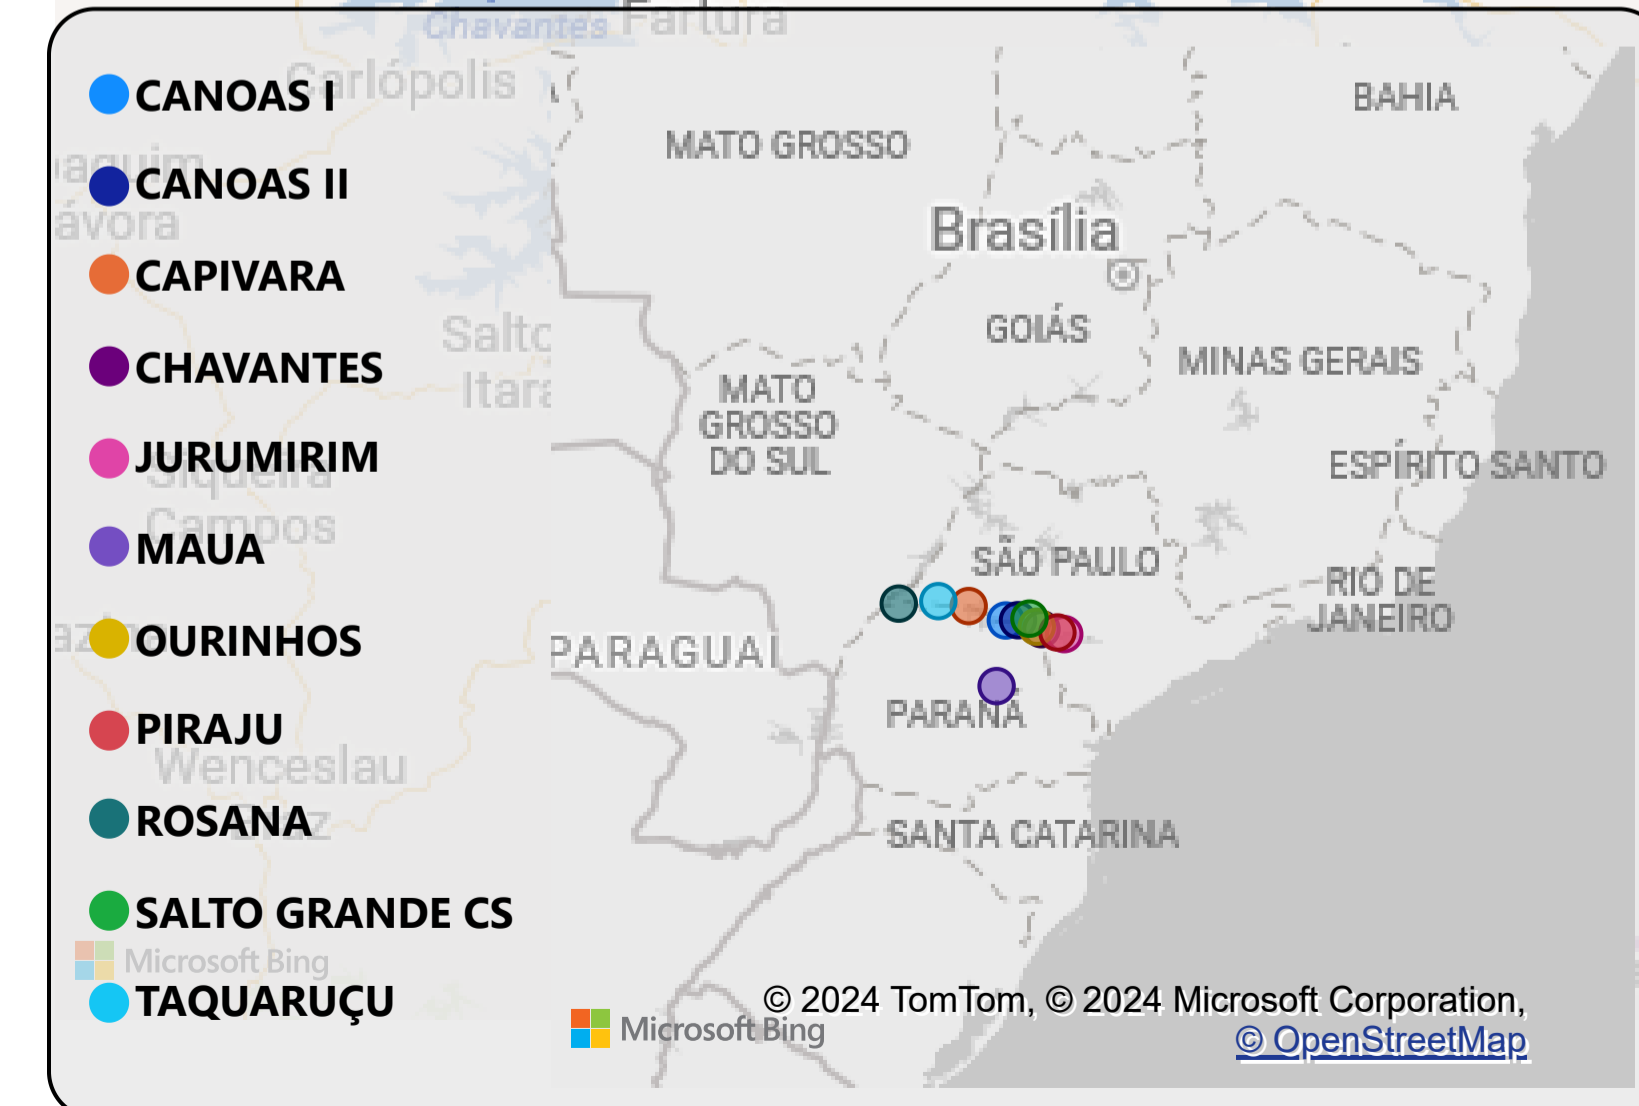 Chavantes
Fartura
Carlópolis
CANOAS I
CANOAS II
ávora
CAPIVARA
Salto
Itara
CHAVANTES
JURUMIRIM
Siqueira
Campos
MAUA
OURINHOS
PIRAJU
Wenceslau
Braz
ROSANA
SALTO GRANDE CS
Microsoft Bing
TAQUARUÇU
BAHIA
MATO GROSSO
Brasília
GOIÁS
MINAS GERAIS
MATO
GROSSO
DO SUL
ESPÍRITO SANTO
SÃO PAULO
RIO DE
JANEIRO
PARAGUAI
PARANÁ
SANTA CATARINA
© 2024 TomTom, © 2024 Microsoft Corporation,
Microsoft Bing
© OpenStreetMap